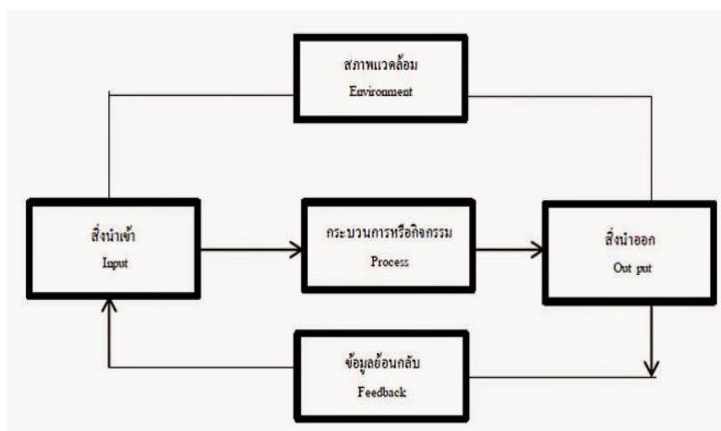 สภาพแวดล้อม
Environment
สิ่งนำเข้า
Input
กระบวนการหรือกิจกรรม
Process
สิ่งนำออก
Out put
ข้อมูลย้อนกลับ
Feedback